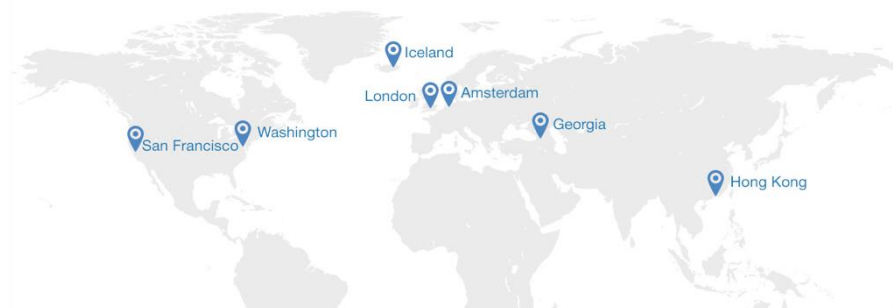 Iceland
London
Amsterdam
Georgia
Washington
San Francisco
Hong Kong